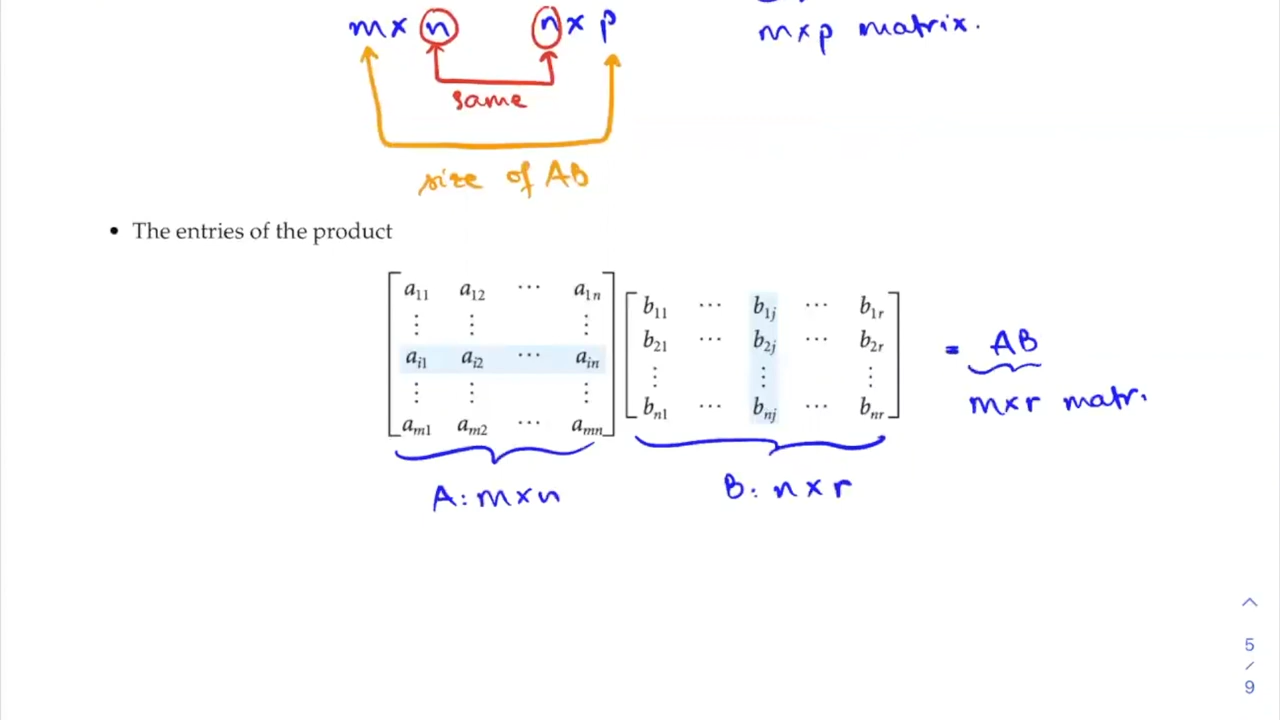 m × n n × p
m×p matrix.
same
size of AB
• The entries of the product
a11 a12 ⋯ a1n
⋮ ⋮ ⋮
ai1 ai2 ⋯ ain
⋮ ⋮ ⋮
am1 am2 ⋯ amn
b11 ⋯ b1j ⋯ b1r
b21 ⋯ b2j ⋯ b2r
⋮ ⋮ ⋮
bn1 ⋯ bnj ⋯ bnr
= AB
m×r matr.
A: m×n
B: n×r
5
/
9